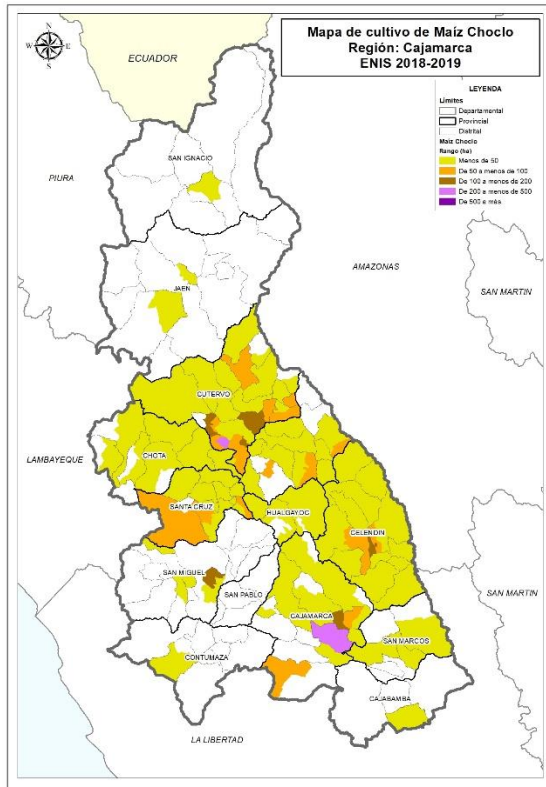 Mapa de cultivo de Maíz Choclo
Región: Cajamarca
ENIS 2018-2019
N
W
E
S
ECUADOR
LEYENDA
Límites
Departamental
Provincial
Distrital
Maíz Choclo
Rango (ha)
Menos de 50
De 50 a menos de 100
De 100 a menos de 200
De 200 a menos de 500
De 500 a más
SAN IGNACIO
PIURA
AMAZONAS
SAN MARTIN
JAEN
CUTERVO
LAMBAYEQUE
CHOTA
SANTA CRUZ
HUALGAYOC
CELENDIN
SAN MIGUEL
SAN PABLO
SAN MARTIN
CAJAMARCA
SAN MARCOS
CONTUMAZA
CAJABAMBA
LA LIBERTAD